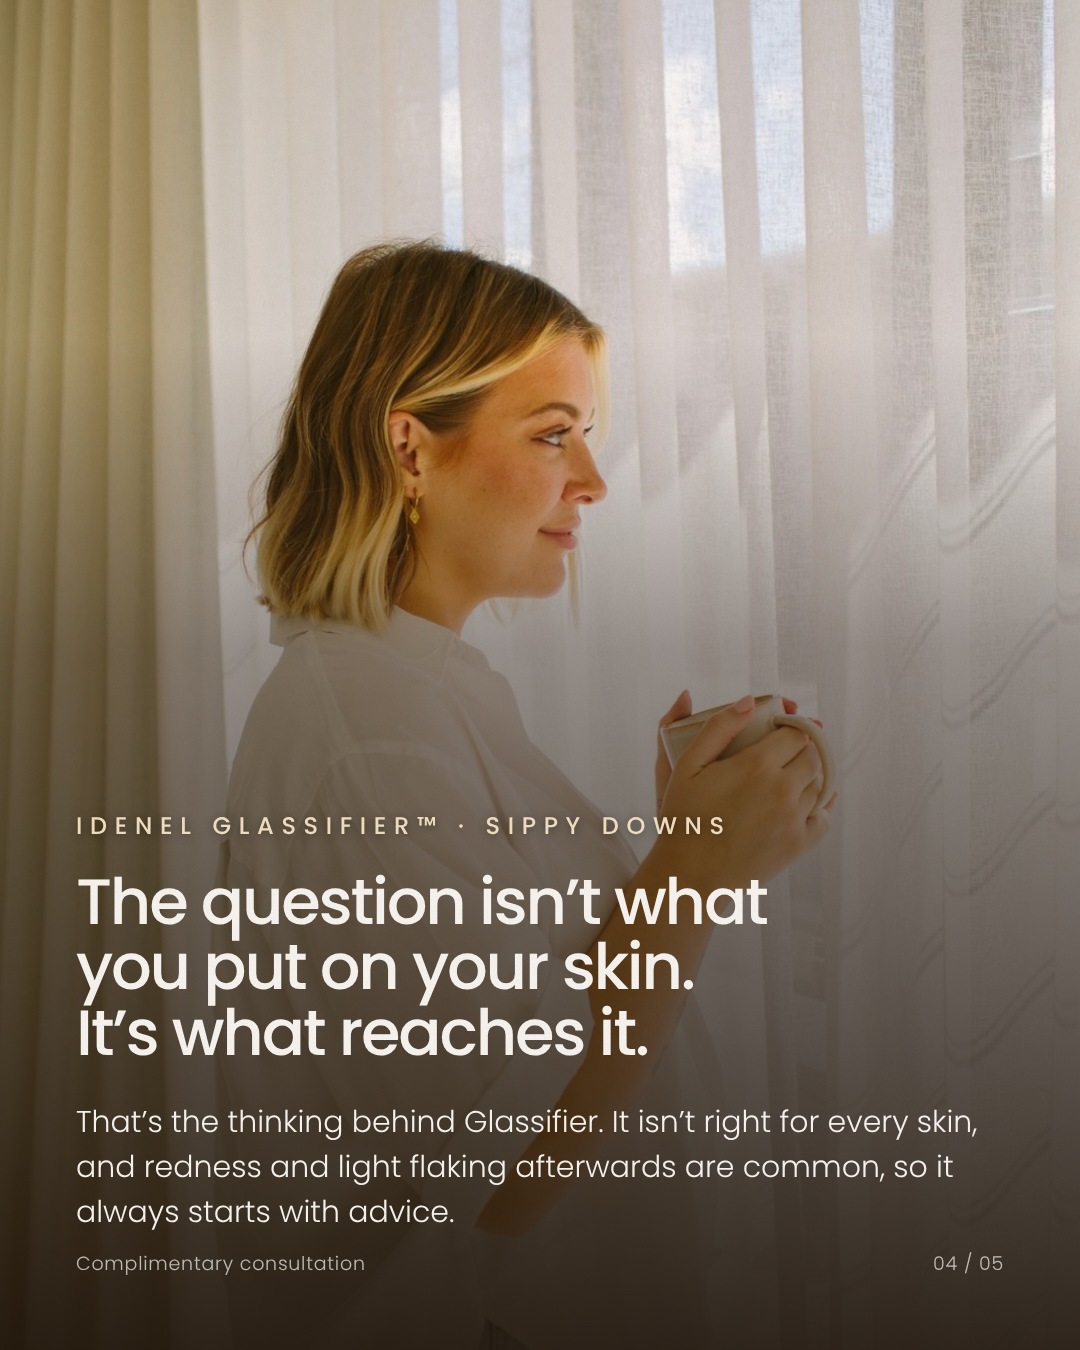 IDENEL GLASSIFIER™ · SIPPY DOWNS
The question isn’t what
you put on your skin.
It’s what reaches it.
That’s the thinking behind Glassifier. It isn’t right for every skin,
and redness and light flaking afterwards are common, so it
always starts with advice.
Complimentary consultation
04 / 05